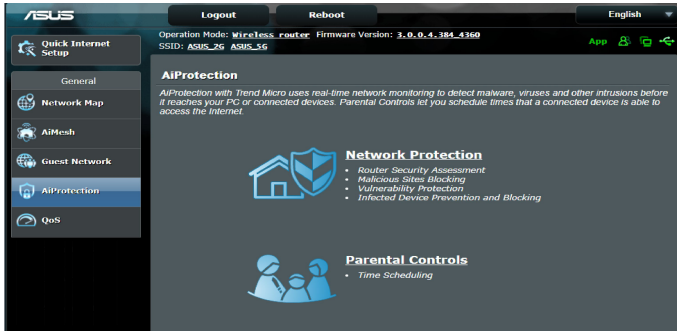 ASUS
Logout
Reboot
English
Quick Internet
Setup
Operation Mode: Wireless router Firmware Version: 3.0.0.4.384_4360
SSID: ASUS_2G ASUS_5G
App
General
Network Map
AiMesh
Guest Network
AiProtection
QoS
AiProtection
AiProtection with Trend Micro uses real-time network monitoring to detect malware, viruses and other intrusions before
it reaches your PC or connected devices. Parental Controls let you schedule times that a connected device is able to
access the Internet.
Network Protection
• Router Security Assessment
• Malicious Sites Blocking
• Vulnerability Protection
• Infected Device Prevention and Blocking
Parental Controls
• Time Scheduling